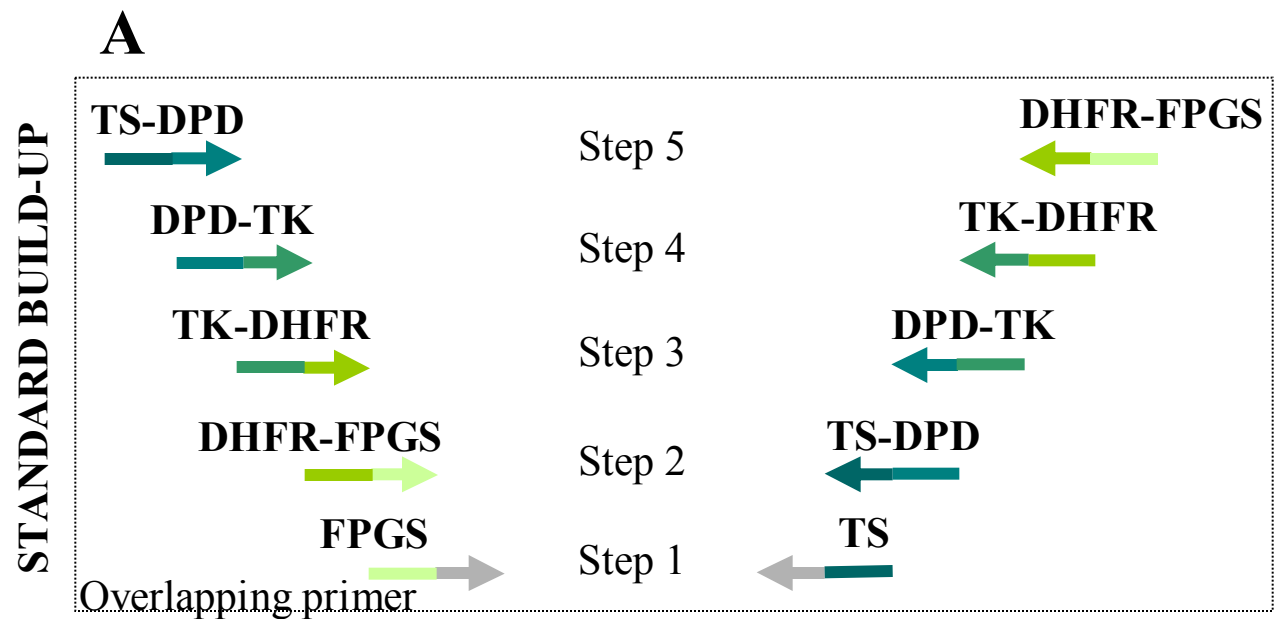 A
STANDARD BUILD-UP
TS-DPD Step 5 DHFR-FPGS
DPD-TK Step 4 TK-DHFR
TK-DHFR Step 3 DPD-TK
DHFR-FPGS Step 2 TS-DPD
FPGS Step 1 TS
Overlapping primer